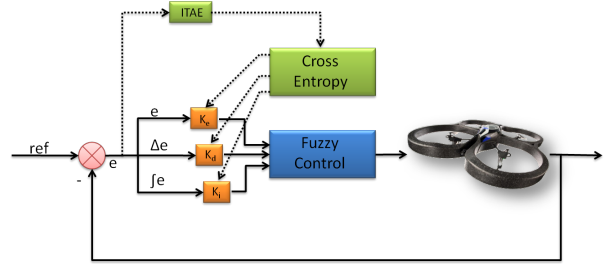 ITAE
Cross
Entropy
e
Ke
ref
e
Δe
Kd
Fuzzy
Control
-
∫e
Ki